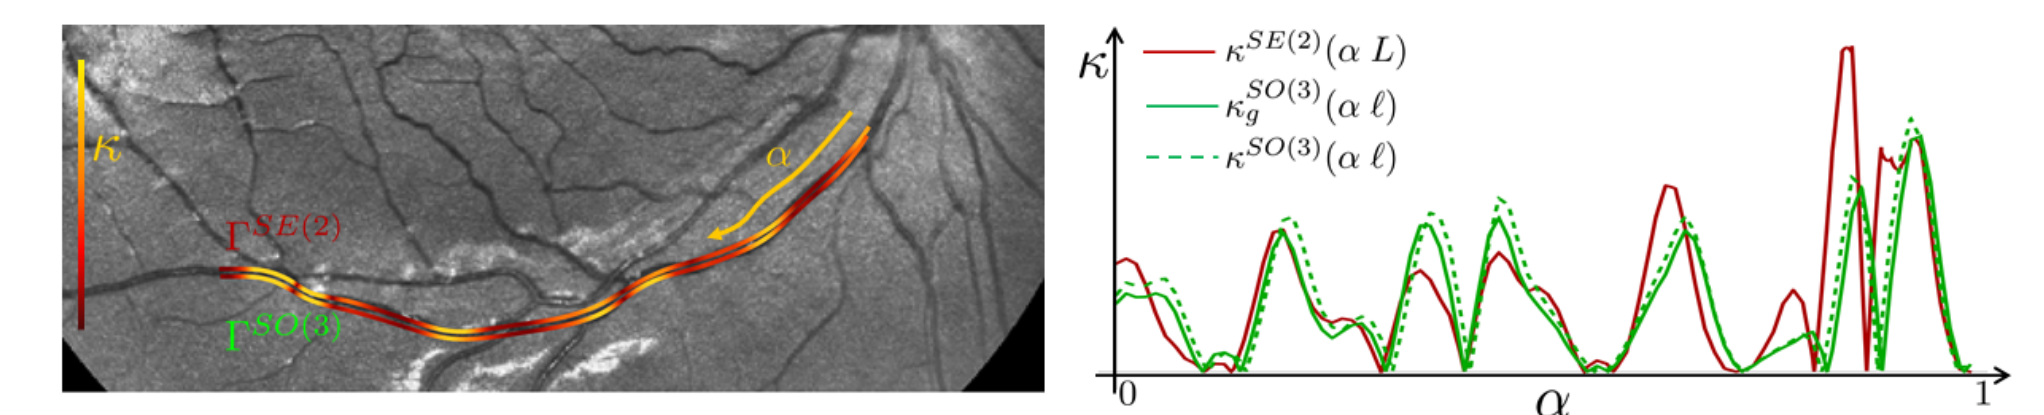 κ
α
Γ^{SE(2)}
Γ^{SO(3)}
κ
κ^{SE(2)}(α L)
κ_g^{SO(3)}(α ℓ)
κ^{SO(3)}(α ℓ)
0
α
1